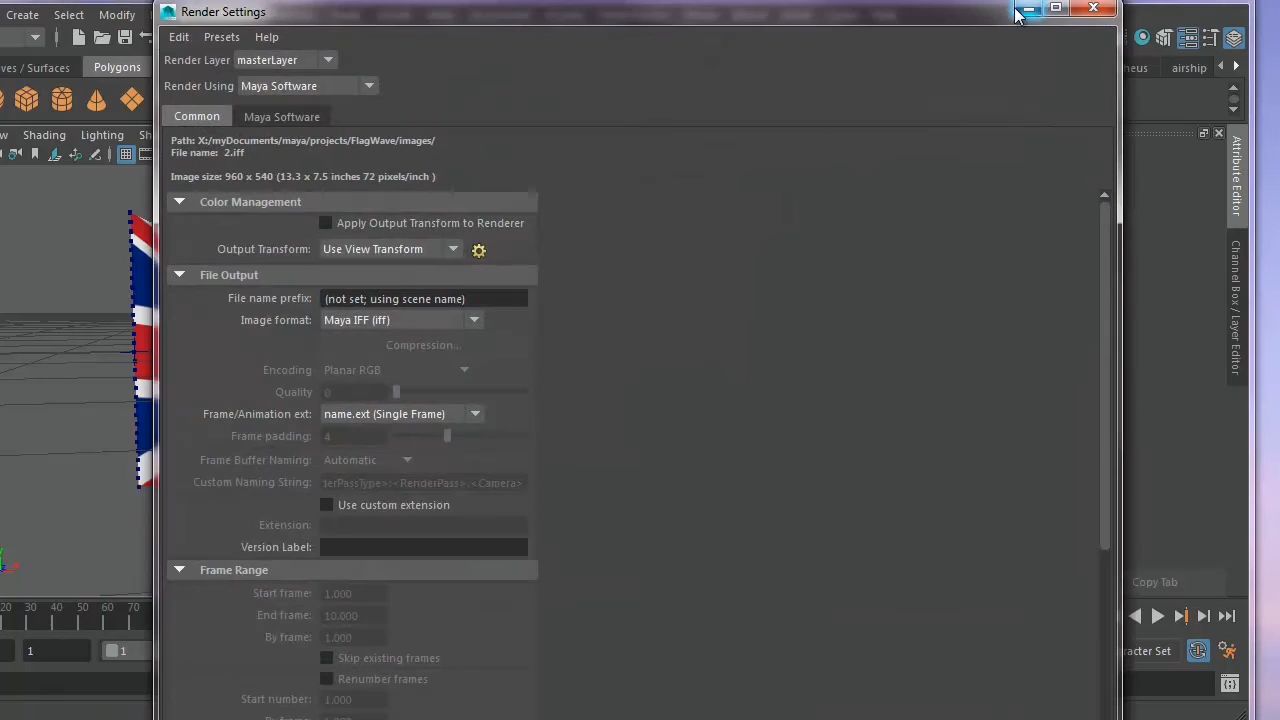 Render Settings
Create Select Modify
Edit Presets Help
Render Layer masterLayer
Render Using Maya Software
Common Maya Software
Surfaces Polygons
airship
Shading Lighting
Path: X:/myDocuments/maya/projects/FlagWave/images/
File name: 2.iff
Image size: 960 x 540 (13.3 x 7.5 inches 72 pixels/inch )
Color Management
Apply Output Transform to Renderer
Output Transform: Use View Transform
File Output
File name prefix: (not set; using scene name)
Image format: Maya IFF (iff)
Compression...
Encoding Planar RGB
Quality 0
Frame/Animation ext: name.ext (Single Frame)
Frame padding: 4
Frame Buffer Naming: Automatic
Custom Naming String: <RenderPass>.<Camera>
Use custom extension
Extension:
Version Label:
Frame Range
Start frame: 1.000
End frame: 10.000
By frame: 1.000
Skip existing frames
Renumber frames
Start number: 1.000
Attribute Editor
Channel Box / Layer Editor
Copy Tab
20 30 40 50 60 70
1 1
Set